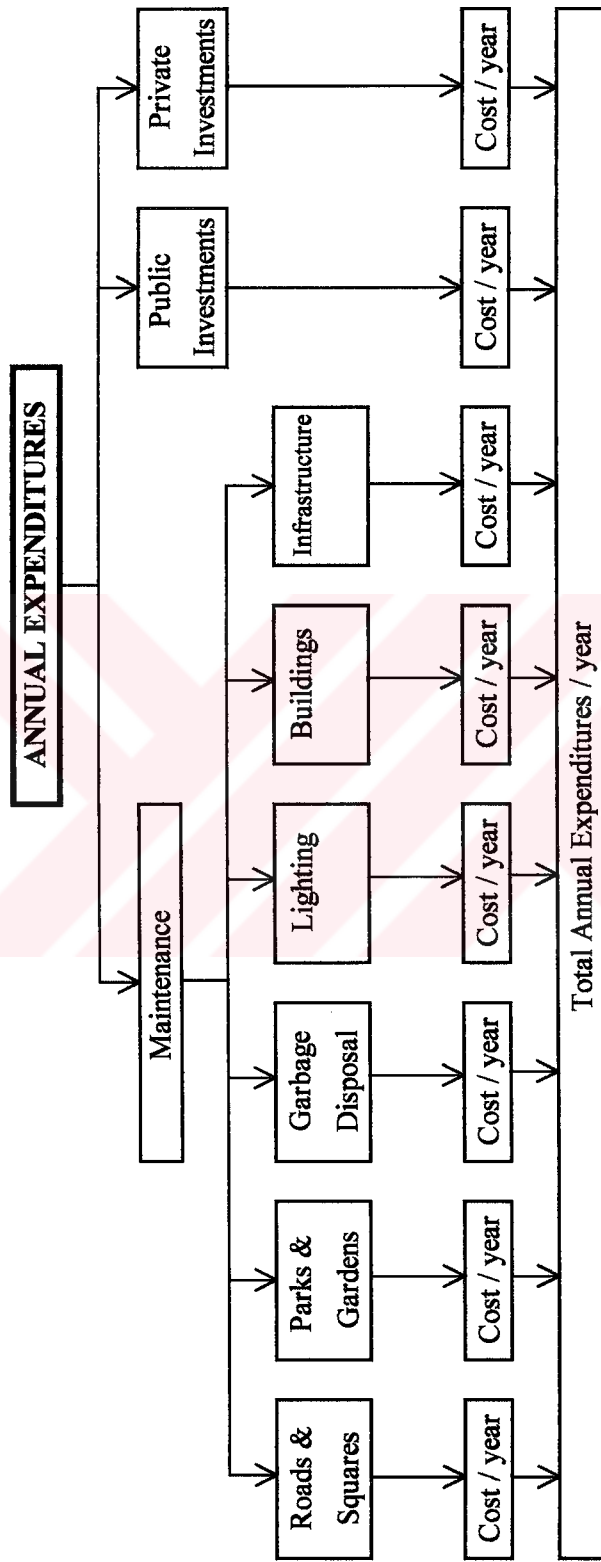 ANNUAL EXPENDITURES
Maintenance
Public
Investments
Private
Investments
Roads &
Squares
Parks &
Gardens
Garbage
Disposal
Lighting
Buildings
Infrastructure
Cost / year
Cost / year
Cost / year
Cost / year
Cost / year
Cost / year
Cost / year
Cost / year
Total Annual Expenditures / year